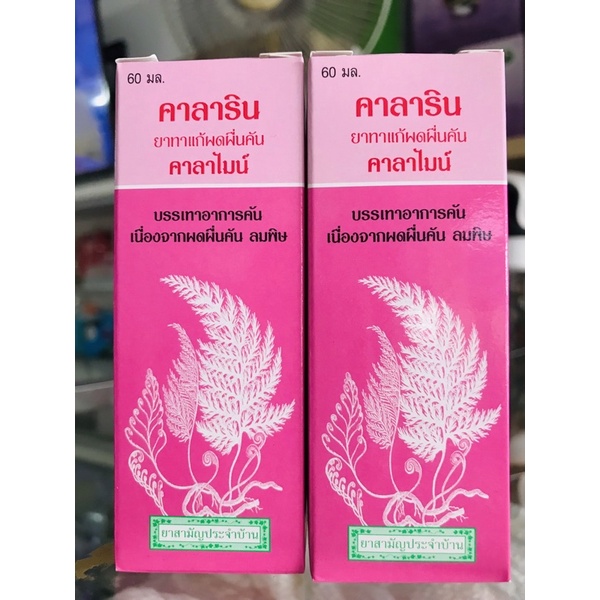 60 มล.
คาลาริน
ยาทาแก้ผดผื่นคัน
คาลาไมน์
บรรเทาอาการคัน
เนื่องจากผดผื่นคัน ลมพิษ
ยาสามัญประจำบ้าน
60 มล.
คาลาริน
ยาทาแก้ผดผื่นคัน
คาลาไมน์
บรรเทาอาการคัน
เนื่องจากผดผื่นคัน ลมพิษ
ยาสามัญประจำบ้าน